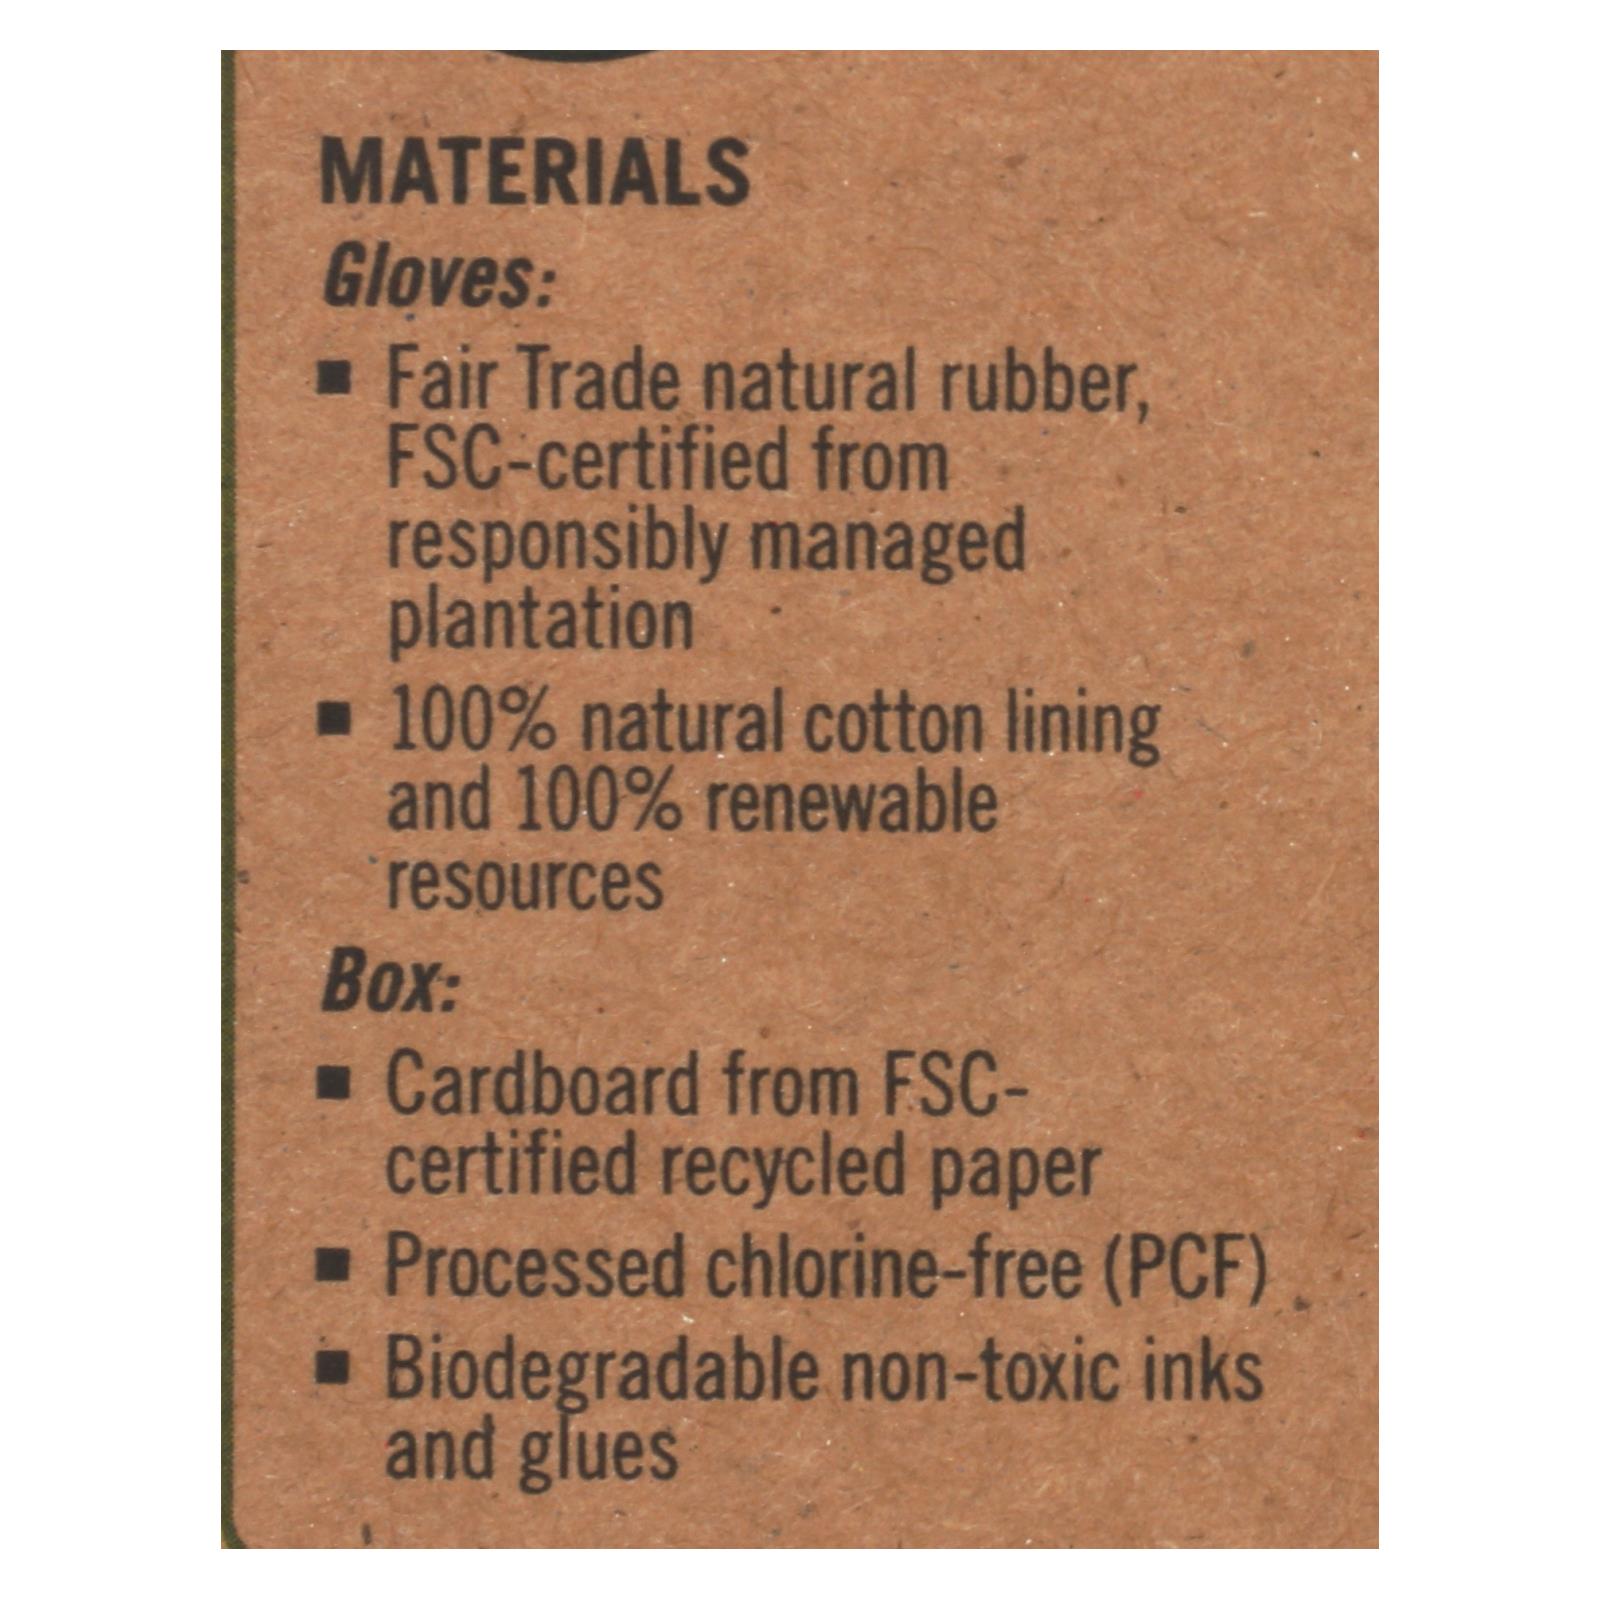 MATERIALS
Gloves:
▪ Fair Trade natural rubber,
FSC-certified from
responsibly managed
plantation
▪ 100% natural cotton lining
and 100% renewable
resources
Box:
▪ Cardboard from FSC-
certified recycled paper
▪ Processed chlorine-free (PCF)
▪ Biodegradable non-toxic inks
and glues